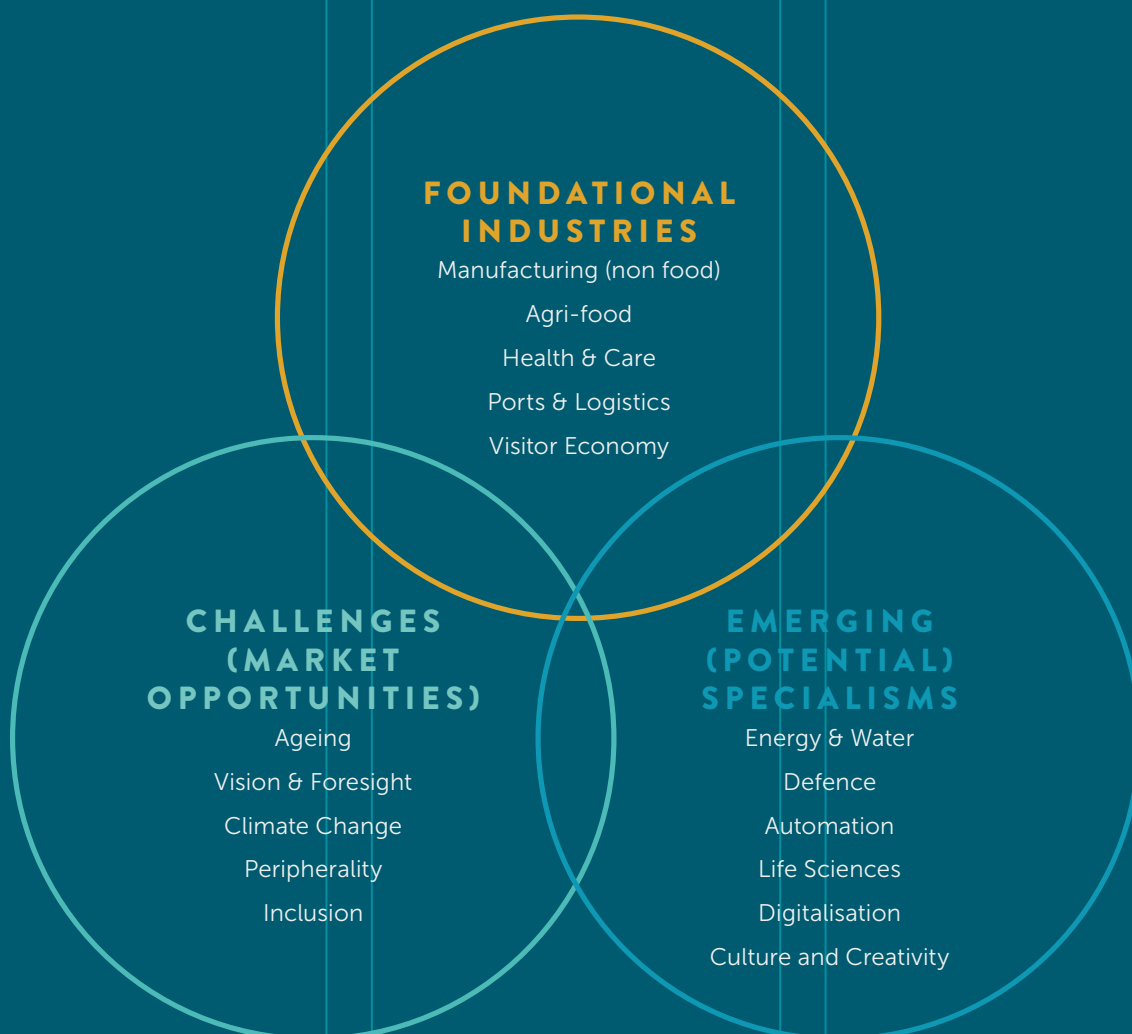 FOUNDATIONAL
INDUSTRIES
Manufacturing (non food)
Agri-food
Health & Care
Ports & Logistics
Visitor Economy
CHALLENGES
(MARKET
OPPORTUNITIES)
Ageing
Vision & Foresight
Climate Change
Peripherality
Inclusion
EMERGING
(POTENTIAL)
SPECIALISMS
Energy & Water
Defence
Automation
Life Sciences
Digitalisation
Culture and Creativity